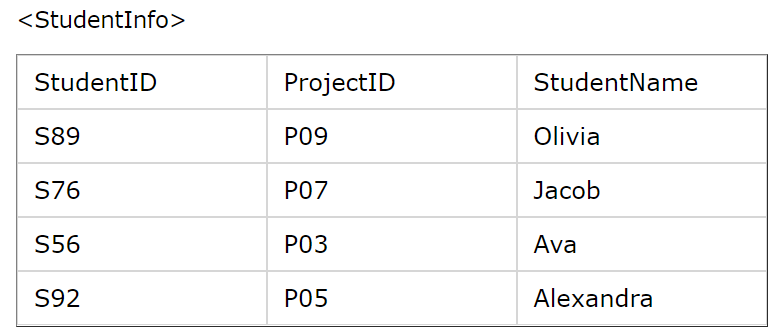 <StudentInfo>
StudentID ProjectID StudentName
S89 P09 Olivia
S76 P07 Jacob
S56 P03 Ava
S92 P05 Alexandra